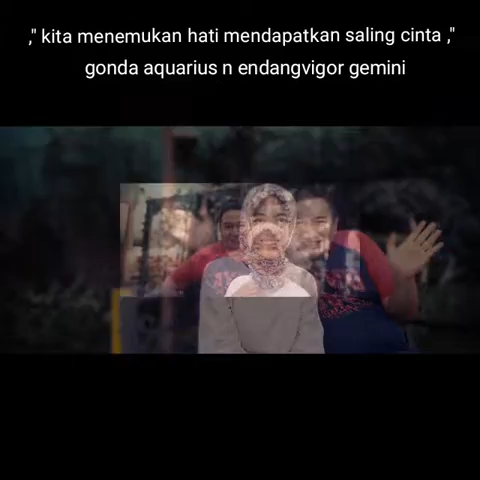 ," kita menemukan hati mendapatkan saling cinta ,"
gonda aquarius n endangvigor gemini